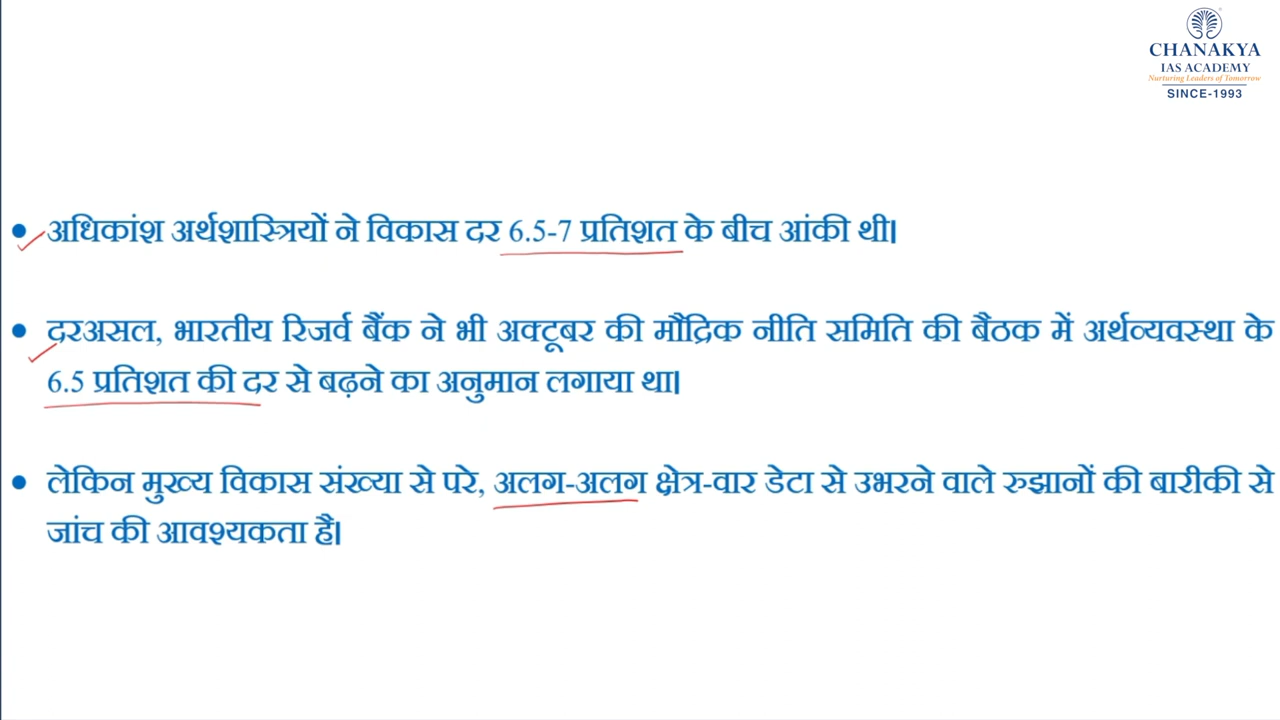 CHANAKYA
IAS ACADEMY
Nurturing Leaders of Tomorrow
SINCE-1993
• अधिकांश अर्थशास्त्रियों ने विकास दर 6.5-7 प्रतिशत के बीच आंकी थी।
• दरअसल, भारतीय रिजर्व बैंक ने भी अक्टूबर की मौद्रिक नीति समिति की बैठक में अर्थव्यवस्था के
6.5 प्रतिशत की दर से बढ़ने का अनुमान लगाया था।
• लेकिन मुख्य विकास संख्या से परे, अलग-अलग क्षेत्र-वार डेटा से उभरने वाले रुझानों की बारीकी से
जांच की आवश्यकता है।